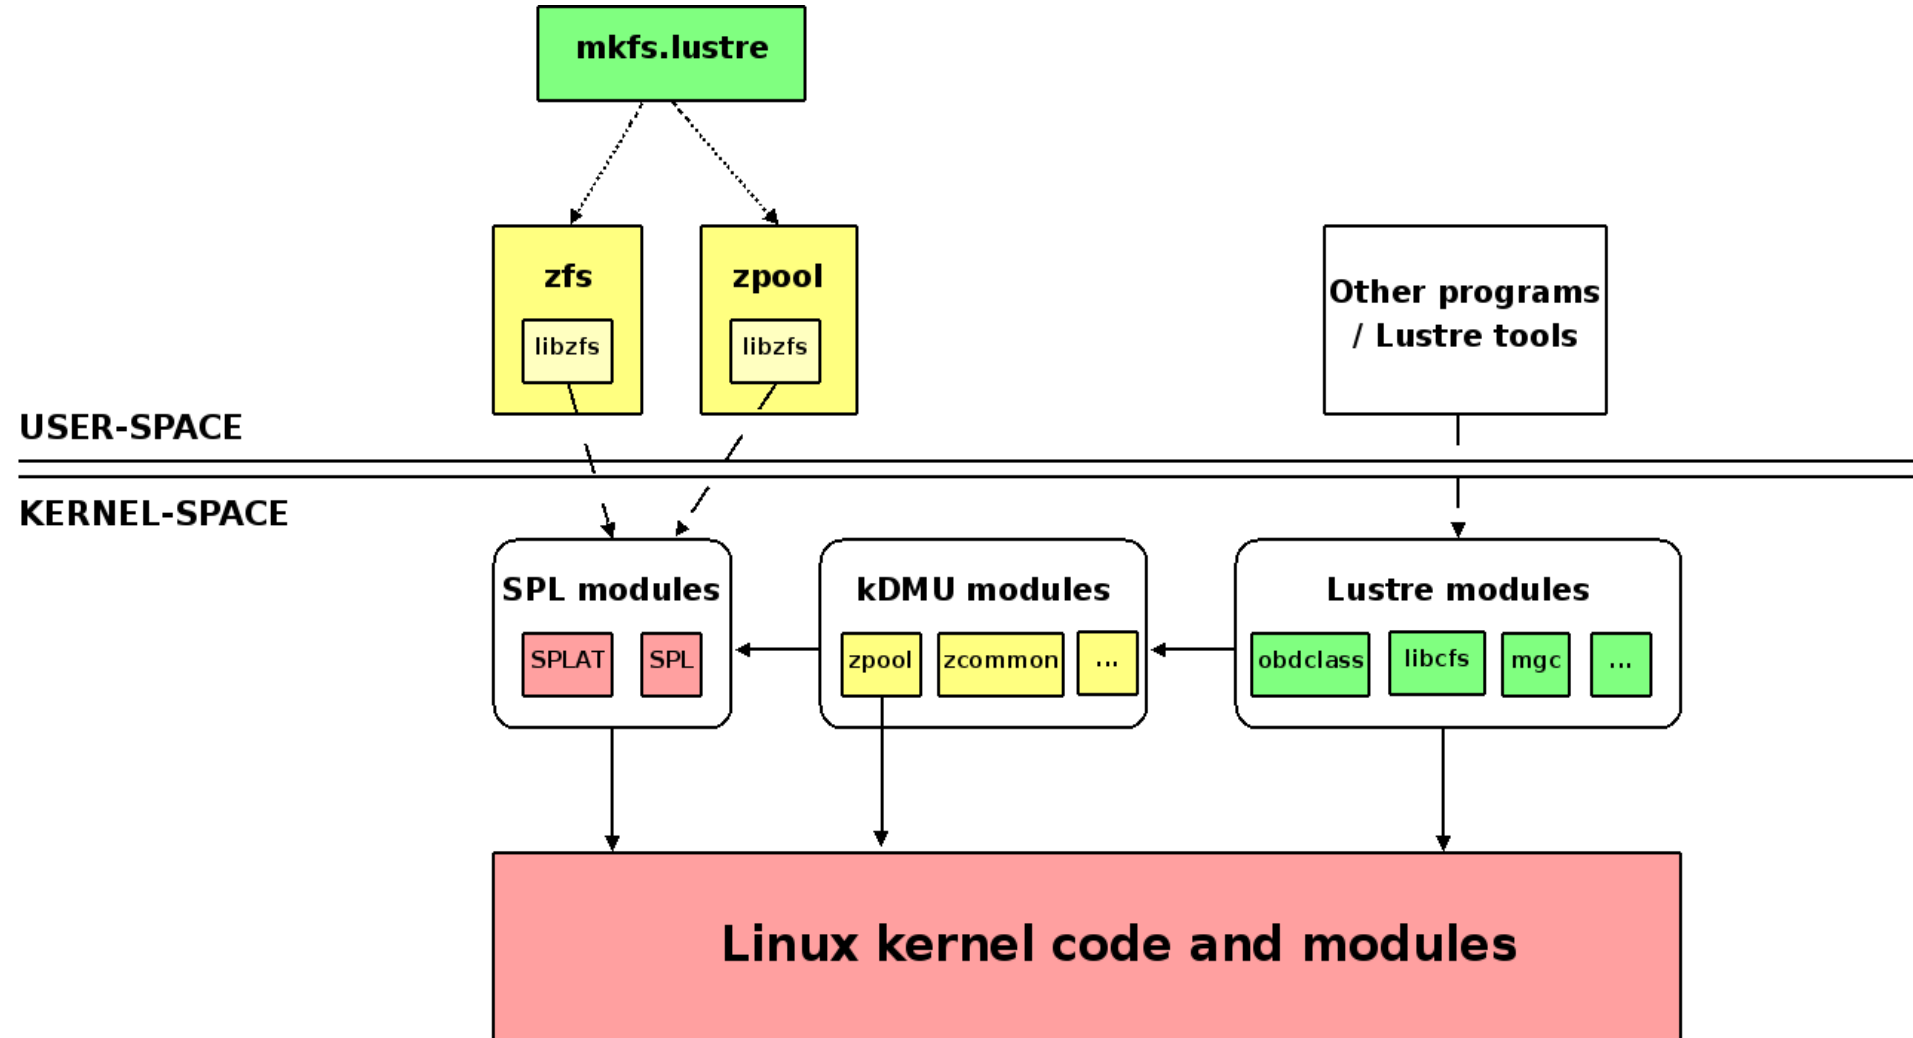 mkfs.lustre
zfs
zpool
libzfs
libzfs
Other programs
/ Lustre tools
USER-SPACE
KERNEL-SPACE
SPL modules
SPLAT
SPL
kDMU modules
zpool
zcommon
...
Lustre modules
obdclass
libcfs
mgc
...
Linux kernel code and modules